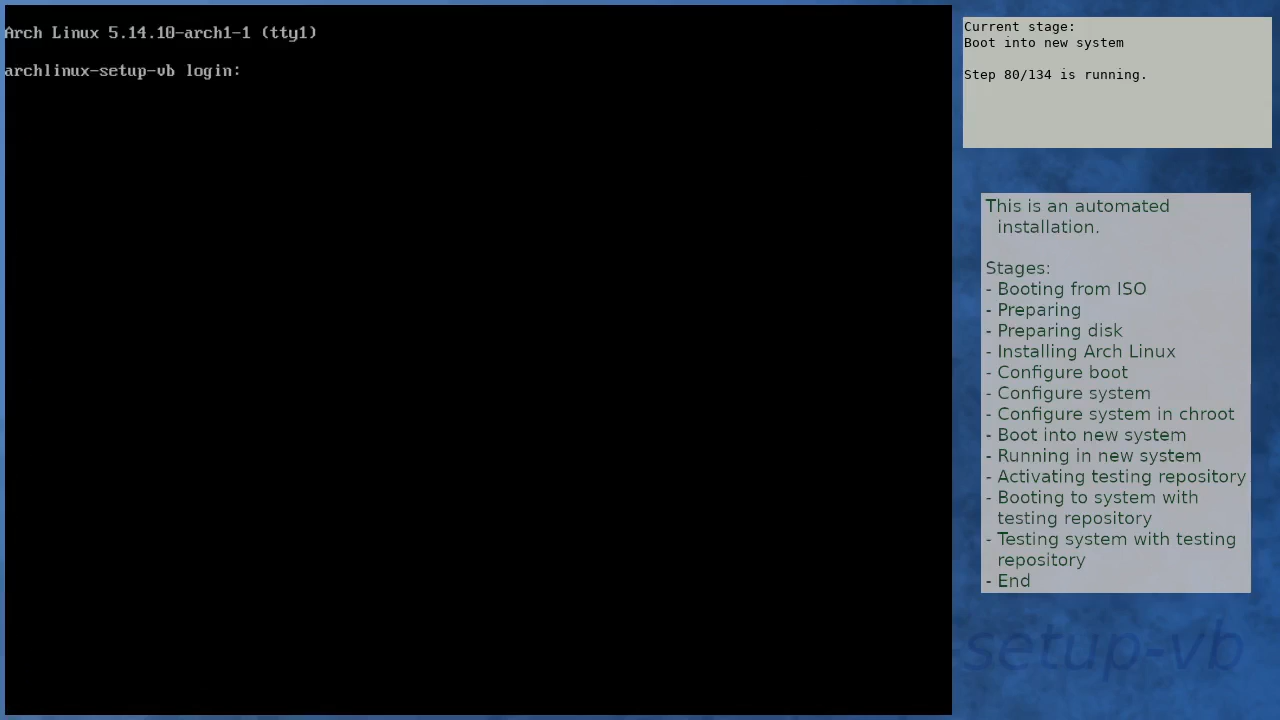 Arch Linux 5.14.10-arch1-1 (tty1)
archlinux-setup-vb login:
Current stage:
Boot into new system
Step 80/134 is running.
This is an automated
installation.
Stages:
- Booting from ISO
- Preparing
- Preparing disk
- Installing Arch Linux
- Configure boot
- Configure system
- Configure system in chroot
- Boot into new system
- Running in new system
- Activating testing repository
- Booting to system with
testing repository
- Testing system with testing
repository
- End
-setup-vb